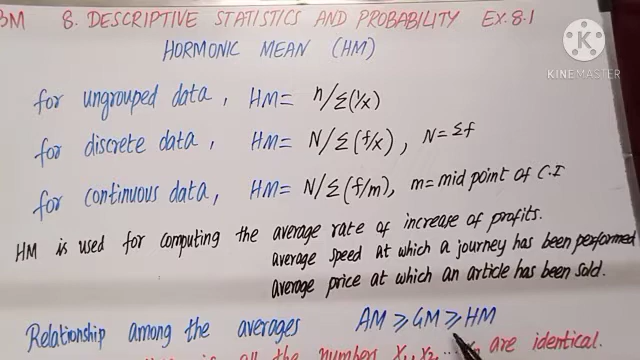 BM 8. DESCRIPTIVE STATISTICS AND PROBABILITY Ex.8.1
HORMONIC MEAN (HM)
K
KINEMASTER
for ungrouped data, HM = n/Σ(1/x)
for discrete data, HM = N/Σ(f/x), N=Σf
for continuous data, HM = N/Σ(f/m), m=mid point of C.I
HM is used for computing the average rate of increase of profits.
average speed at which a journey has been performed
average price at which an article has been sold.
Relationship among the averages AM ≥ GM ≥ HM
all the numbers x₁, x₂ ... are identical.